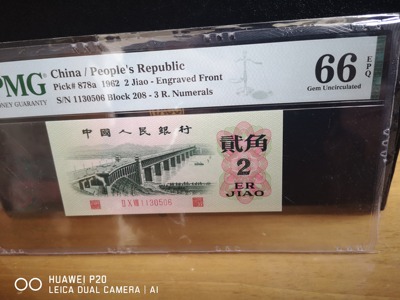 PMG
MONEY GUARANTY
China / People's Republic
Pick# 878a 1962 2 Jiao - Engraved Front
S/N 1130506 Block 208 - 3 R. Numerals
66 EPQ
Gem Uncirculated
中國人民銀行
貳角
2
ER
JIAO
1130506
HUAWEI P20
LEICA DUAL CAMERA | AI